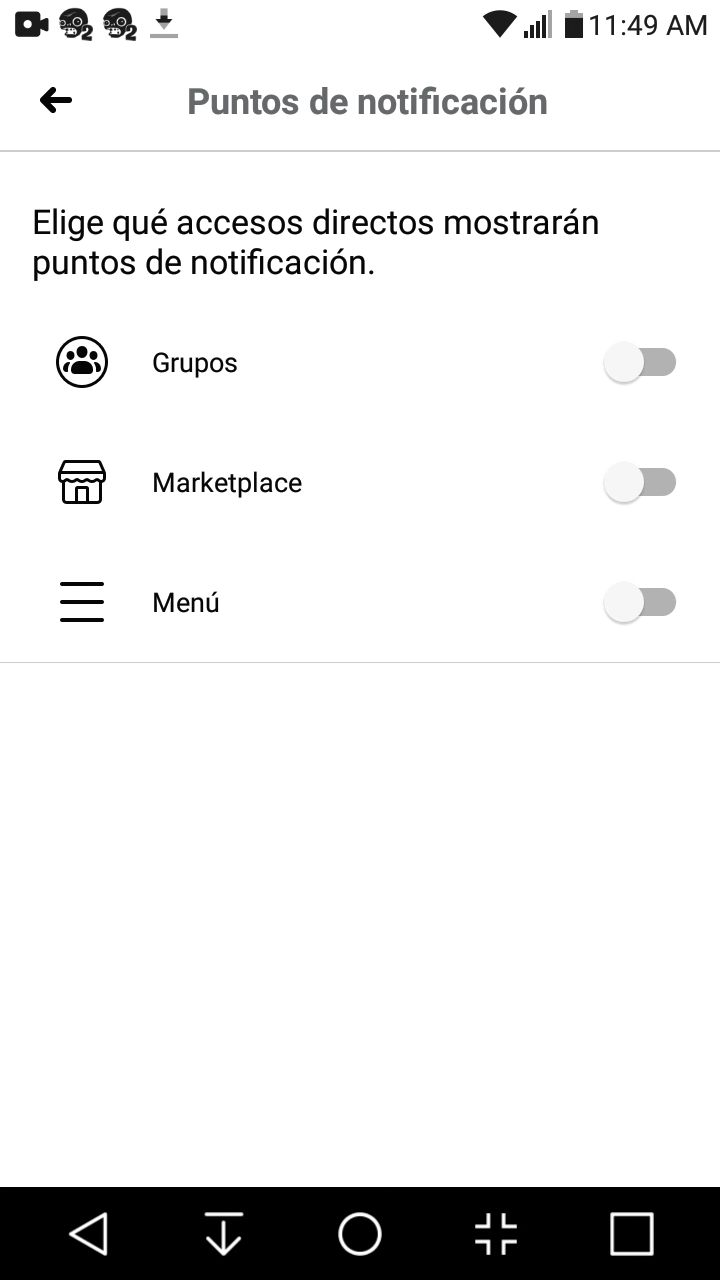 11:49 AM
Puntos de notificación
Elige qué accesos directos mostrarán
puntos de notificación.
Grupos
Marketplace
Menú